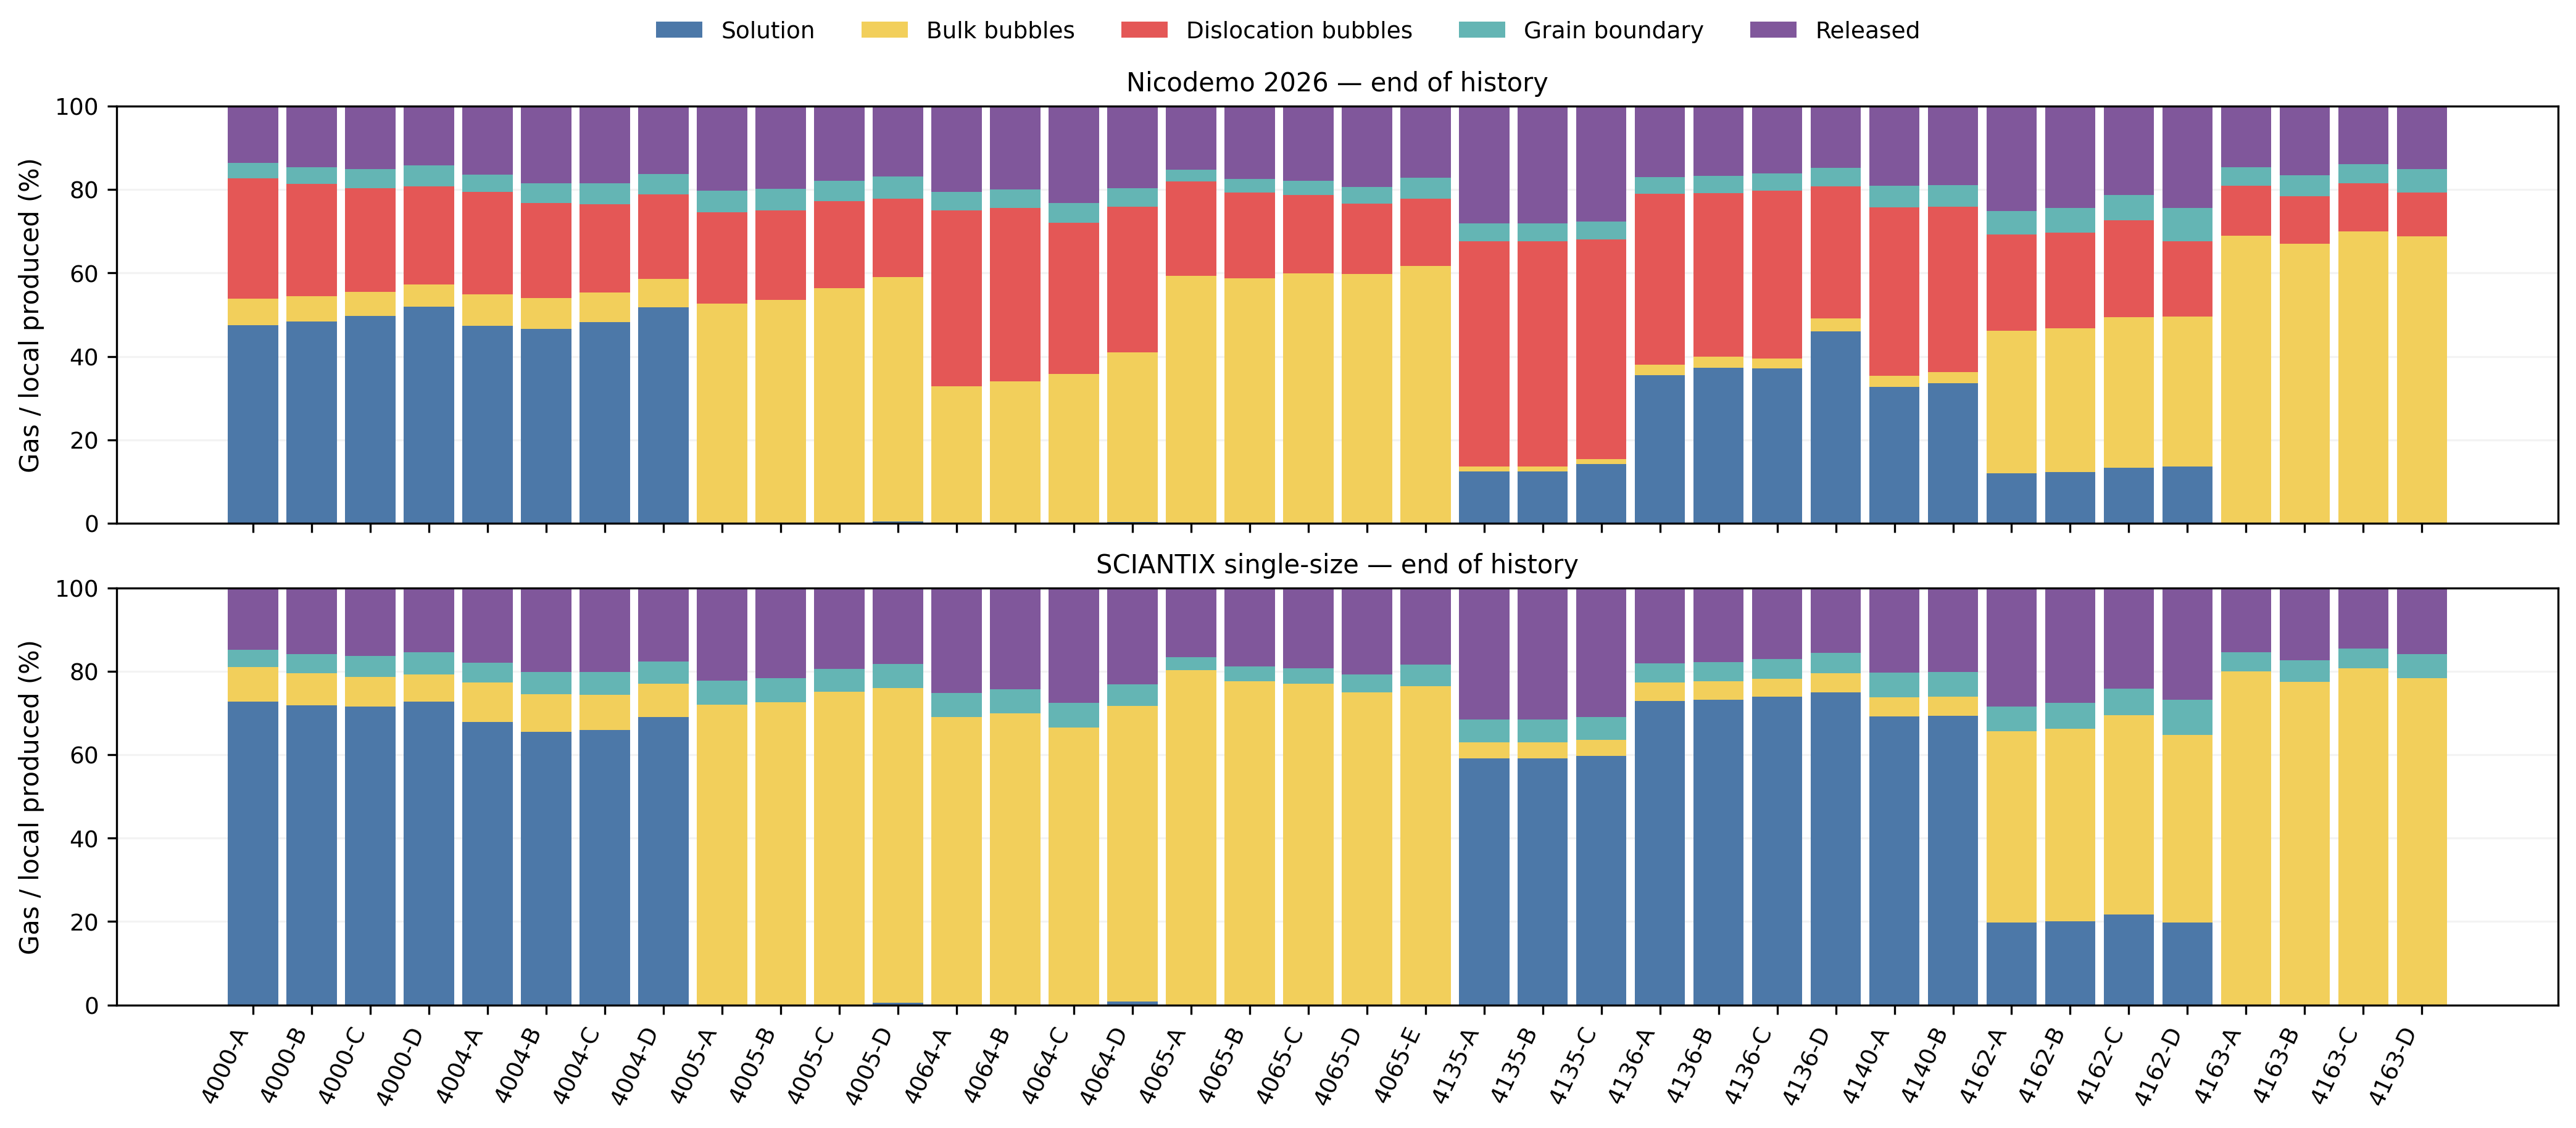 Solution Bulk bubbles Dislocation bubbles Grain boundary Released
Nicodemo 2026 — end of history
Gas / local produced (%)
100
80
60
40
20
0
SCIANTIX single-size — end of history
Gas / local produced (%)
100
80
60
40
20
0
4000-A 4000-B 4000-C 4000-D 4004-A 4004-B 4004-C 4004-D 4005-A 4005-B 4005-C 4005-D 4064-A 4064-B 4064-C 4064-D 4065-A 4065-B 4065-C 4065-D 4065-E 4135-A 4135-B 4135-C 4136-A 4136-B 4136-C 4136-D 4140-A 4140-B 4162-A 4162-B 4162-C 4162-D 4163-A 4163-B 4163-C 4163-D